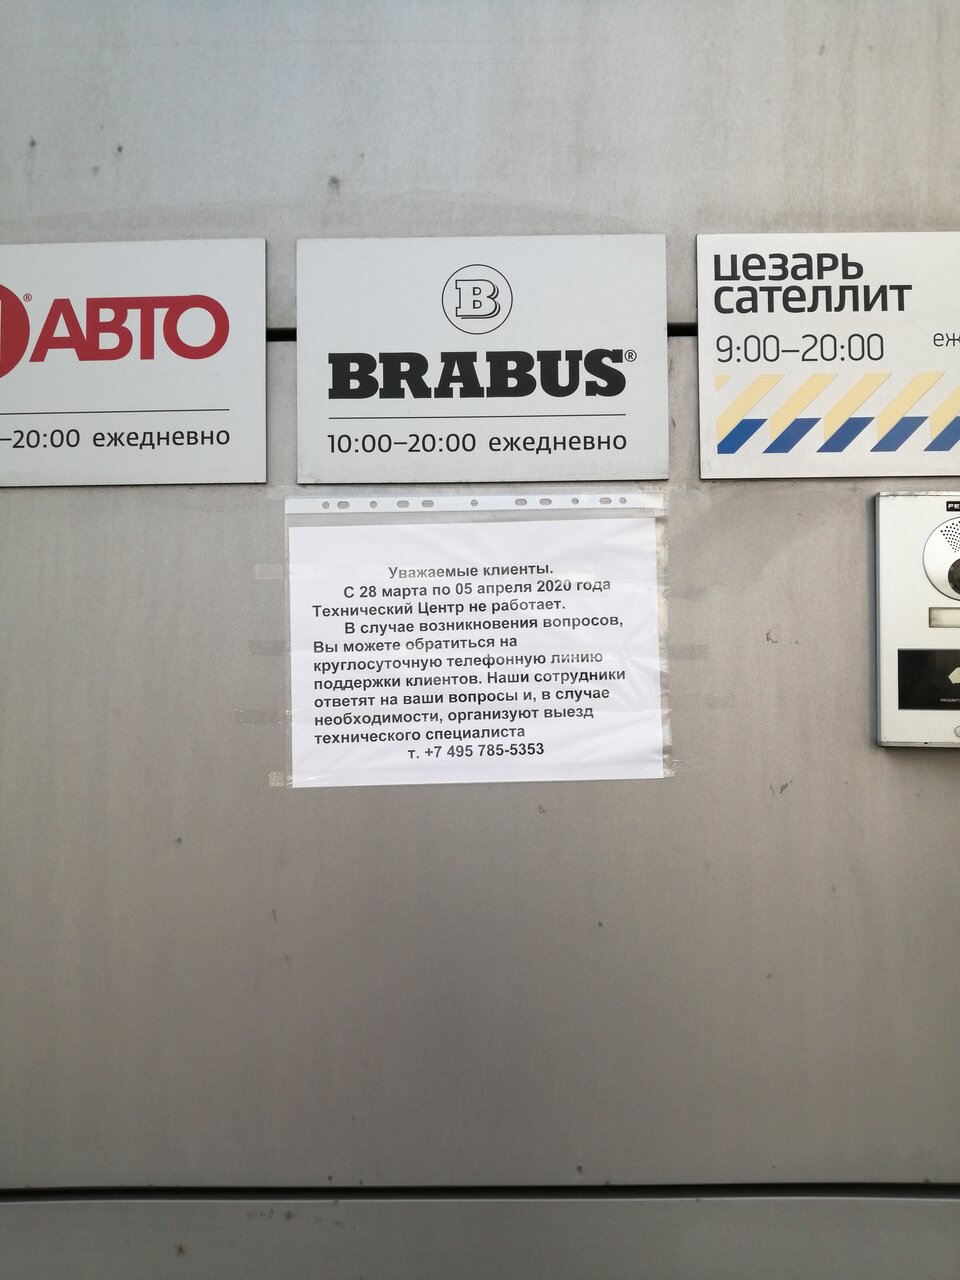 ® АВТО
–20:00 ежедневно
B
BRABUS®
10:00–20:00 ежедневно
цезарь
сателлит
9:00–20:00
Уважаемые клиенты.
С 28 марта по 05 апреля 2020 года
Технический Центр не работает.
В случае возникновения вопросов,
Вы можете обратиться на
круглосуточную телефонную линию
поддержки клиентов. Наши сотрудники
ответят на ваши вопросы и, в случае
необходимости, организуют выезд
технического специалиста
т. +7 495 785-5353